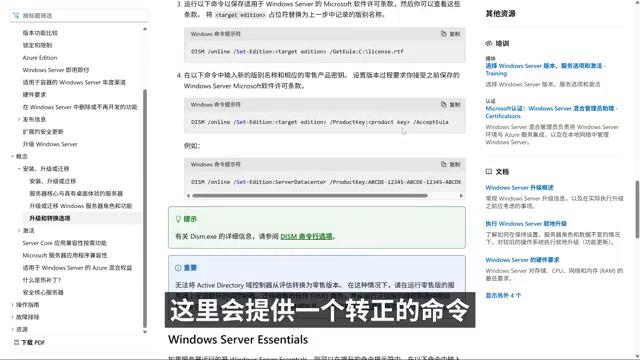 按标题筛选
版本功能比较
锁定和限制
Azure Edition
Windows Server 即用即付
适用于容器的 Windows Server 年度渠道
硬件要求
在 Windows Server 中删除或不再开发的功能
发布信息
扩展的安全更新
升级 Windows Server
概念
安装、升级或迁移
安装、升级或迁移
服务器核心与具有桌面体验的服务器
升级或迁移 Windows 服务器角色和功能
升级和转换选项
激活
Server Core 应用兼容性按需功能
Microsoft 服务器应用程序兼容性
适用于 Windows Server 的 Azure 混合权益
什么是热补丁?
安全核心服务器
操作指南
故障排除
资源
下载 PDF
3. 运行以下命令以保存适用于 Windows Server 的 Microsoft 软件许可条款,然后你可以查看这些
条款。 将 <target edition> 占位符替换为上一步中记录的版别名称。
Windows 命令提示符
复制
DISM /online /Set-Edition:<target edition> /GetEula:C:\license.rtf
4. 在以下命令中输入新的版别名称和相应的零售产品密钥。 设置版本过程要求你接受之前保存的
Windows Server Microsoft软件许可条款。
Windows 命令提示符
复制
DISM /online /Set-Edition:<target edition> /ProductKey:<product key> /AcceptEula
例如:
Windows 命令提示符
复制
DISM /online /Set-Edition:ServerDatacenter /ProductKey:ABCDE-12345-ABCDE-12345-ABCDE
提示
有关 Dism.exe 的详细信息,请参阅 DISM 命令行选项。
重要
无法将 Active Directory 域控制器从评估版转换为零售版本。 在这种情况下,请在运行零售版的服
这里会提供一个转正的命令
Windows Server Essentials
其他资源
培训
模块
选择 Windows Server 版本、服务选项和激活 -
Training
选择 Windows Server 版本、服务选项和激活
认证
Microsoft认证:Windows Server 混合管理员助理 -
Certifications
Windows Server 混合管理员负责将 Windows Server
环境与 Azure 服务集成,以及在本地网络中管理
Windows Server。
文档
Windows Server 升级概述
常规 Windows Server 升级信息,以及在实际执行升级
之前应考虑的事项。
执行 Windows Server 就地升级
了解如何在保持设置、服务器角色和数据不变的情况
下,对较旧的操作系统执行就地升级(功能更新)。
Windows Server 的硬件要求
Windows Server 对存储、CPU、网络和内存 (RAM) 的
最低要求。
显示另外 4 个